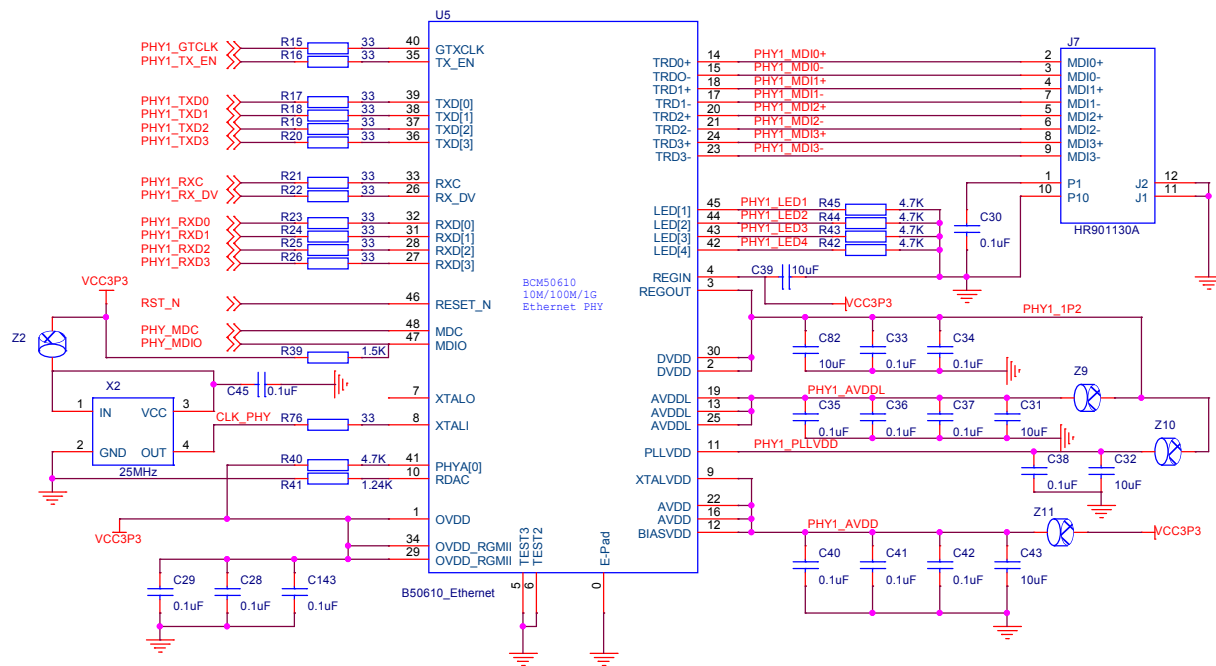 U5
PHY1_GTCLK R15 33 40 GTXCLK
PHY1_TX_EN R16 33 35 TX_EN
PHY1_TXD0 R17 33 39 TXD[0]
PHY1_TXD1 R18 33 38 TXD[1]
PHY1_TXD2 R19 33 37 TXD[2]
PHY1_TXD3 R20 33 36 TXD[3]
PHY1_RXC R21 33 33 RXC
PHY1_RX_DV R22 33 26 RX_DV
PHY1_RXD0 R23 33 32 RXD[0]
PHY1_RXD1 R24 33 31 RXD[1]
PHY1_RXD2 R25 33 28 RXD[2]
PHY1_RXD3 R26 33 27 RXD[3]
VCC3P3
RST_N 46 RESET_N
PHY_MDC 48 MDC
PHY_MDIO 47 MDIO
R39 1.5K
Z2
X2
C45 0.1uF
7 XTALO
1 IN VCC 3
CLK_PHY R76 33 8 XTALI
2 GND OUT 4
25MHz
R40 4.7K 41 PHYA[0]
R41 1.24K 10 RDAC
VCC3P3
1 OVDD
34 OVDD_RGMII
29 OVDD_RGMII
C29 0.1uF
C28 0.1uF
C143 0.1uF
B50610_Ethernet
5 TEST3
6 TEST2
0 E-Pad
BCM50610
10M/100M/1G
Ethernet PHY
J7
TRD0+ 14 PHY1_MDI0+ 2 MDI0+
TRDO- 15 PHY1_MDI0- 3 MDI0-
TRD1+ 18 PHY1_MDI1+ 4 MDI1+
TRD1- 17 PHY1_MDI1- 7 MDI1-
TRD2+ 20 PHY1_MDI2+ 5 MDI2+
TRD2- 21 PHY1_MDI2- 6 MDI2-
TRD3+ 24 PHY1_MDI3+ 8 MDI3+
TRD3- 23 PHY1_MDI3- 9 MDI3-
1 P1 J2 12
10 P10 J1 11
HR901130A
LED[1] 45 PHY1_LED1 R45 4.7K
LED[2] 44 PHY1_LED2 R44 4.7K
LED[3] 43 PHY1_LED3 R43 4.7K
LED[4] 42 PHY1_LED4 R42 4.7K
C30 0.1uF
REGIN 4 C39 10uF
REGOUT 3
VCC3P3
PHY1_1P2
C82 10uF
C33 0.1uF
C34 0.1uF
DVDD 30
DVDD 2
AVDDL 19 PHY1_AVDDL
AVDDL 13
AVDDL 25
Z9
C35 0.1uF
C36 0.1uF
C37 0.1uF
C31 10uF
PLLVDD 11 PHY1_PLLVDD
Z10
C38 0.1uF
C32 10uF
XTALVDD 9
AVDD 22
AVDD 16
BIASVDD 12 PHY1_AVDD
Z11
VCC3P3
C40 0.1uF
C41 0.1uF
C42 0.1uF
C43 10uF